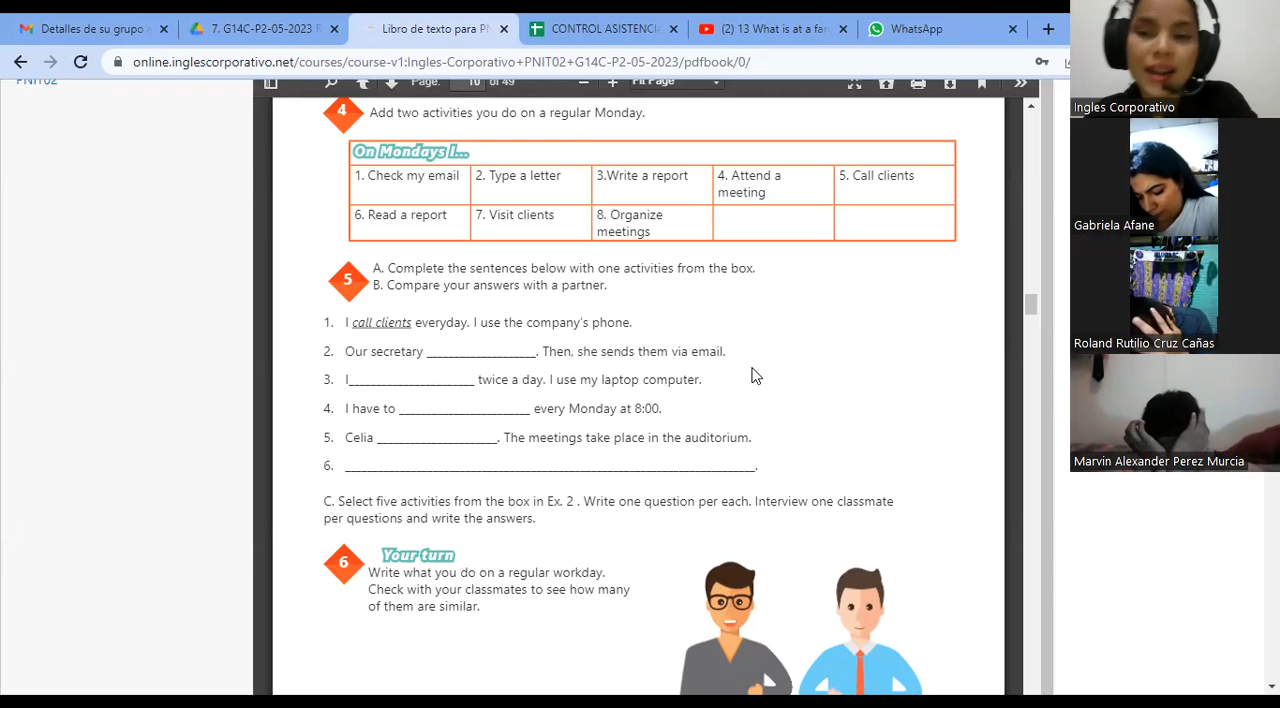 Detalles de su grupo
7. G14C-P2-05-2023 R
Libro de texto para PN
CONTROL ASISTENCI
(2) 13 What is at a far
WhatsApp
online.inglescorporativo.net/courses/course-v1:Ingles-Corporativo+PNIT02+G14C-P2-05-2023/pdfbook/0/
PNIT02
Page: 10 of 49
Fit Page
4 Add two activities you do on a regular Monday.
On Mondays I...
1. Check my email 2. Type a letter 3.Write a report 4. Attend a meeting 5. Call clients
6. Read a report 7. Visit clients 8. Organize meetings
5 A. Complete the sentences below with one activities from the box.
B. Compare your answers with a partner.
1. I call clients everyday. I use the company's phone.
2. Our secretary ____________________. Then, she sends them via email.
3. I_______________________ twice a day. I use my laptop computer.
4. I have to ________________________ every Monday at 8:00.
5. Celia ______________________. The meetings take place in the auditorium.
6. ___________________________________________________________________________.
C. Select five activities from the box in Ex. 2 . Write one question per each. Interview one classmate
per questions and write the answers.
6 Your turn
Write what you do on a regular workday.
Check with your classmates to see how many
of them are similar.
Ingles Corporativo
Gabriela Afane
Roland Rutilio Cruz Cañas
Marvin Alexander Perez Murcia